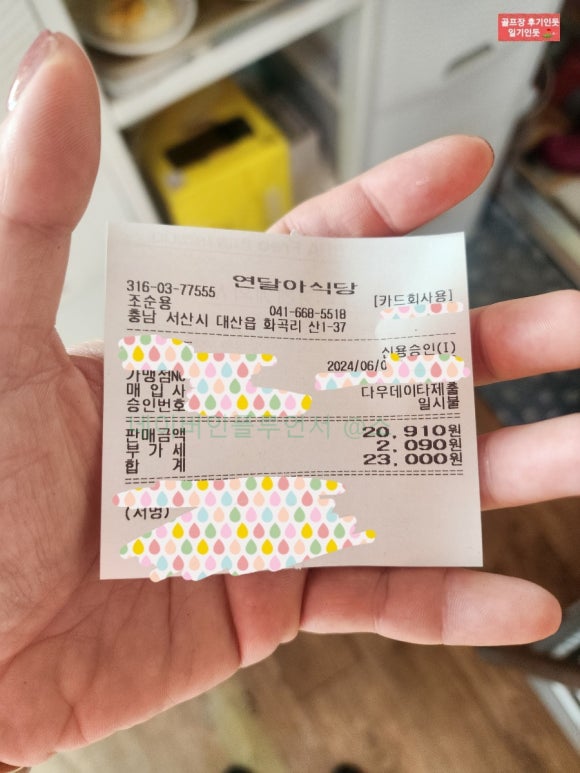 골프장 후기인듯
일기인듯
연달아식당
316-03-77555 [카드회사용]
조순용 041-668-5518
충남 서산시 대산읍 화곡리 산1-37
신용승인(I)
2024/06/0
가맹점No
매 입 사 다우데이타제출
승인번호 일시불
판매금액 20,910원
부 가 세 2,090원
합 계 23,000원
(서명)